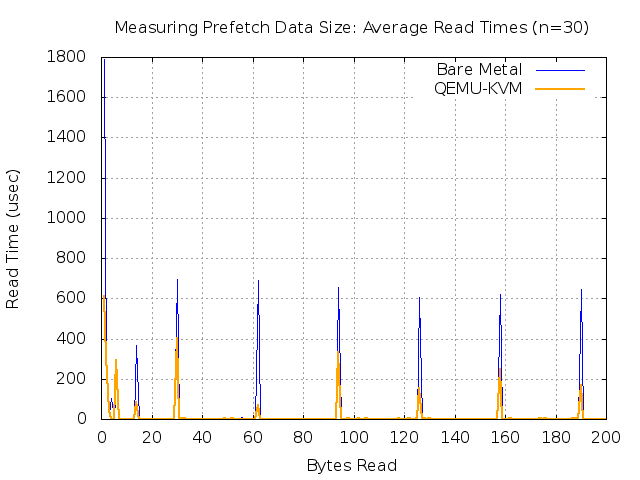 Measuring Prefetch Data Size: Average Read Times (n=30)
Bare Metal
QEMU-KVM
1800
1600
1400
1200
1000
800
600
400
200
0
Read Time (usec)
0 20 40 60 80 100 120 140 160 180 200
Bytes Read